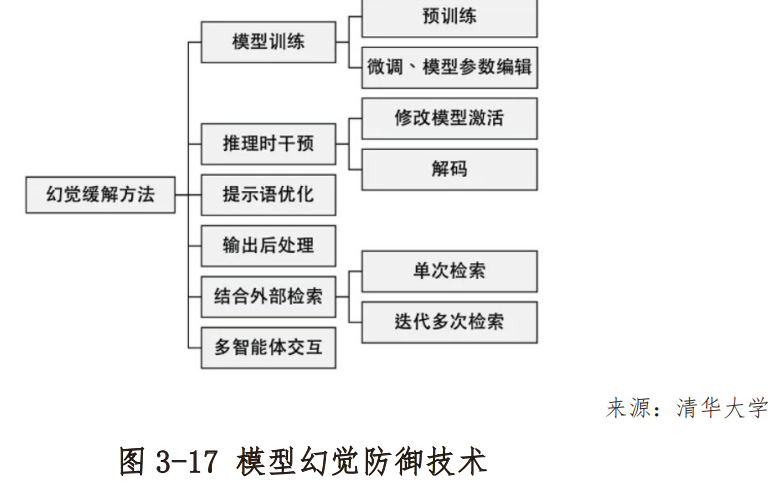 幻觉缓解方法
模型训练
预训练
微调、模型参数编辑
推理时干预
修改模型激活
解码
提示语优化
输出后处理
结合外部检索
单次检索
迭代多次检索
多智能体交互
来源：清华大学
图 3-17 模型幻觉防御技术